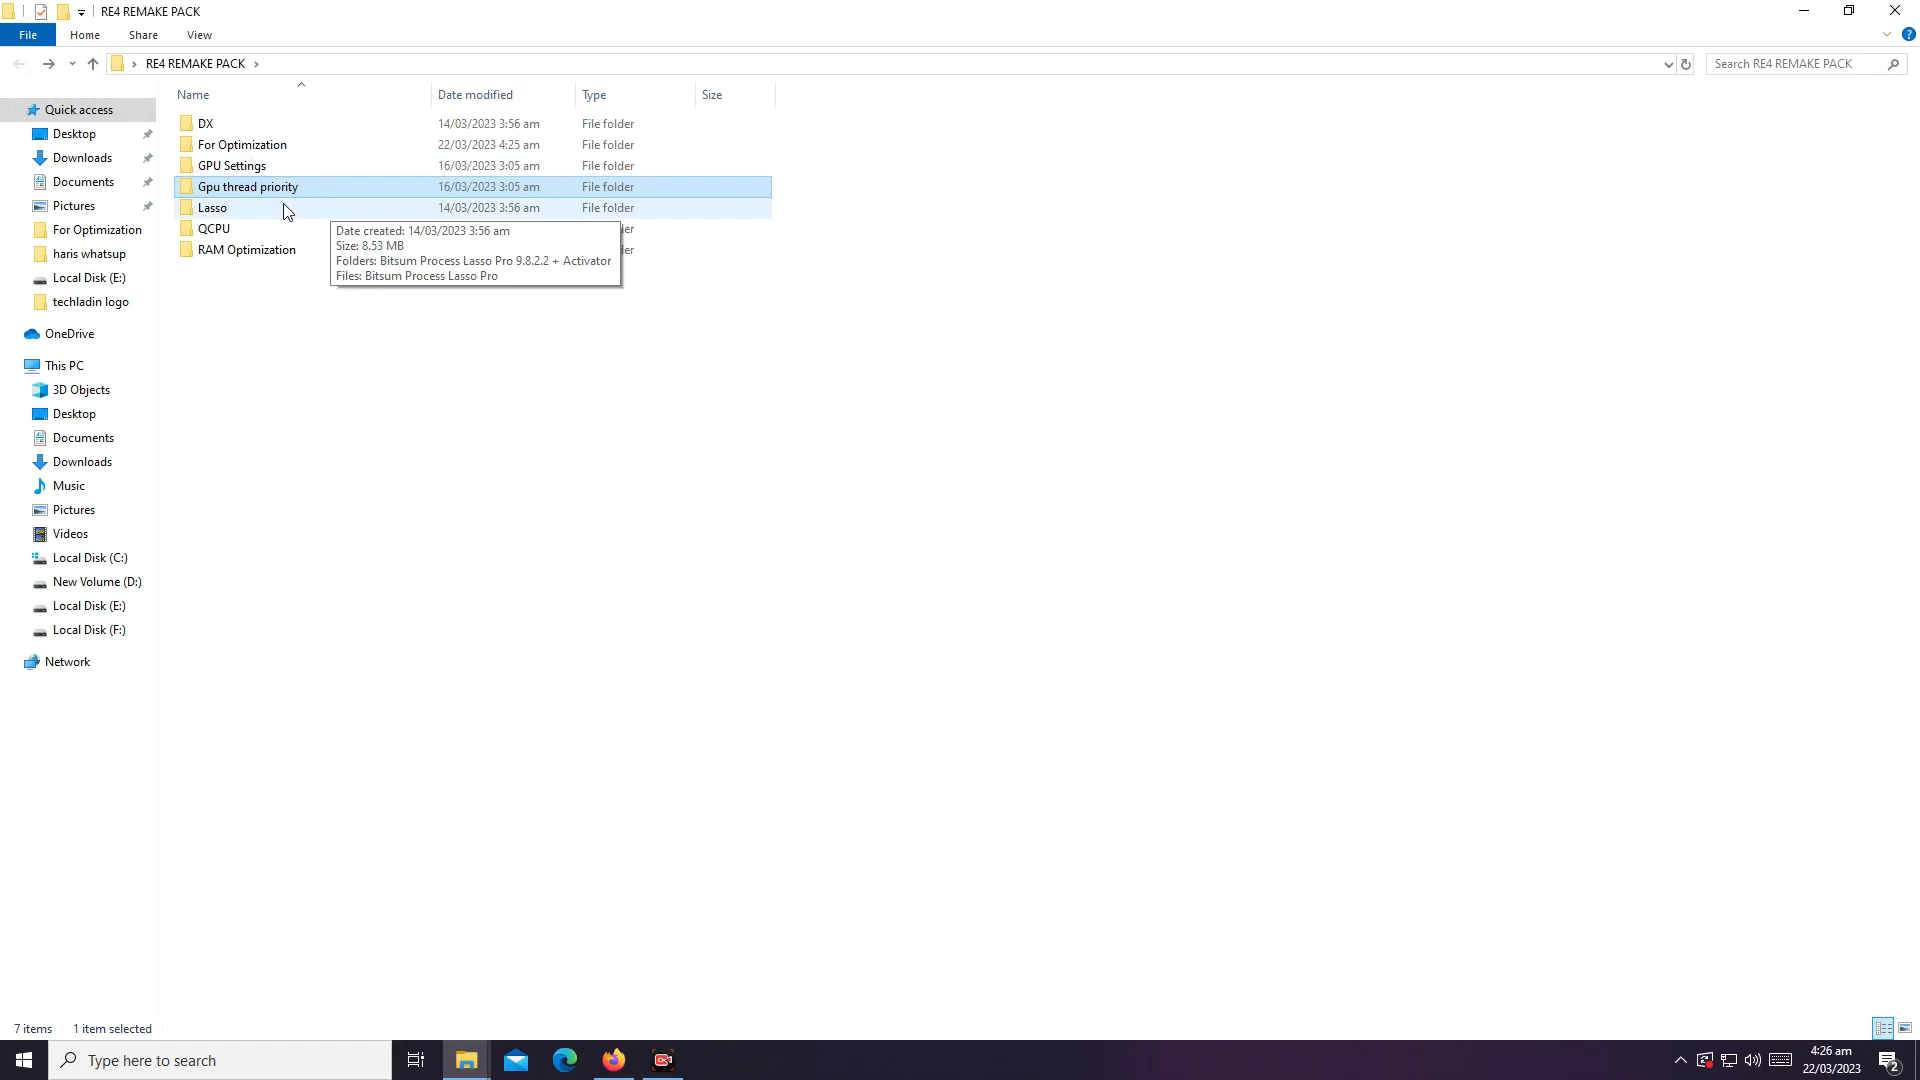 RE4 REMAKE PACK
File Home Share View
RE4 REMAKE PACK
Search RE4 REMAKE PACK
Name Date modified Type Size
Quick access
Desktop
Downloads
Documents
Pictures
For Optimization
haris whatsup
Local Disk (E:)
techladin logo
OneDrive
This PC
3D Objects
Desktop
Documents
Downloads
Music
Pictures
Videos
Local Disk (C:)
New Volume (D:)
Local Disk (E:)
Local Disk (F:)
Network
DX 14/03/2023 3:56 am File folder
For Optimization 22/03/2023 4:25 am File folder
GPU Settings 16/03/2023 3:05 am File folder
Gpu thread priority 16/03/2023 3:05 am File folder
Lasso 14/03/2023 3:56 am File folder
QCPU der
RAM Optimization der
Date created: 14/03/2023 3:56 am
Size: 8.53 MB
Folders: Bitsum Process Lasso Pro 9.8.2.2 + Activator
Files: Bitsum Process Lasso Pro
7 items 1 item selected
Type here to search
4:26 am
22/03/2023
2